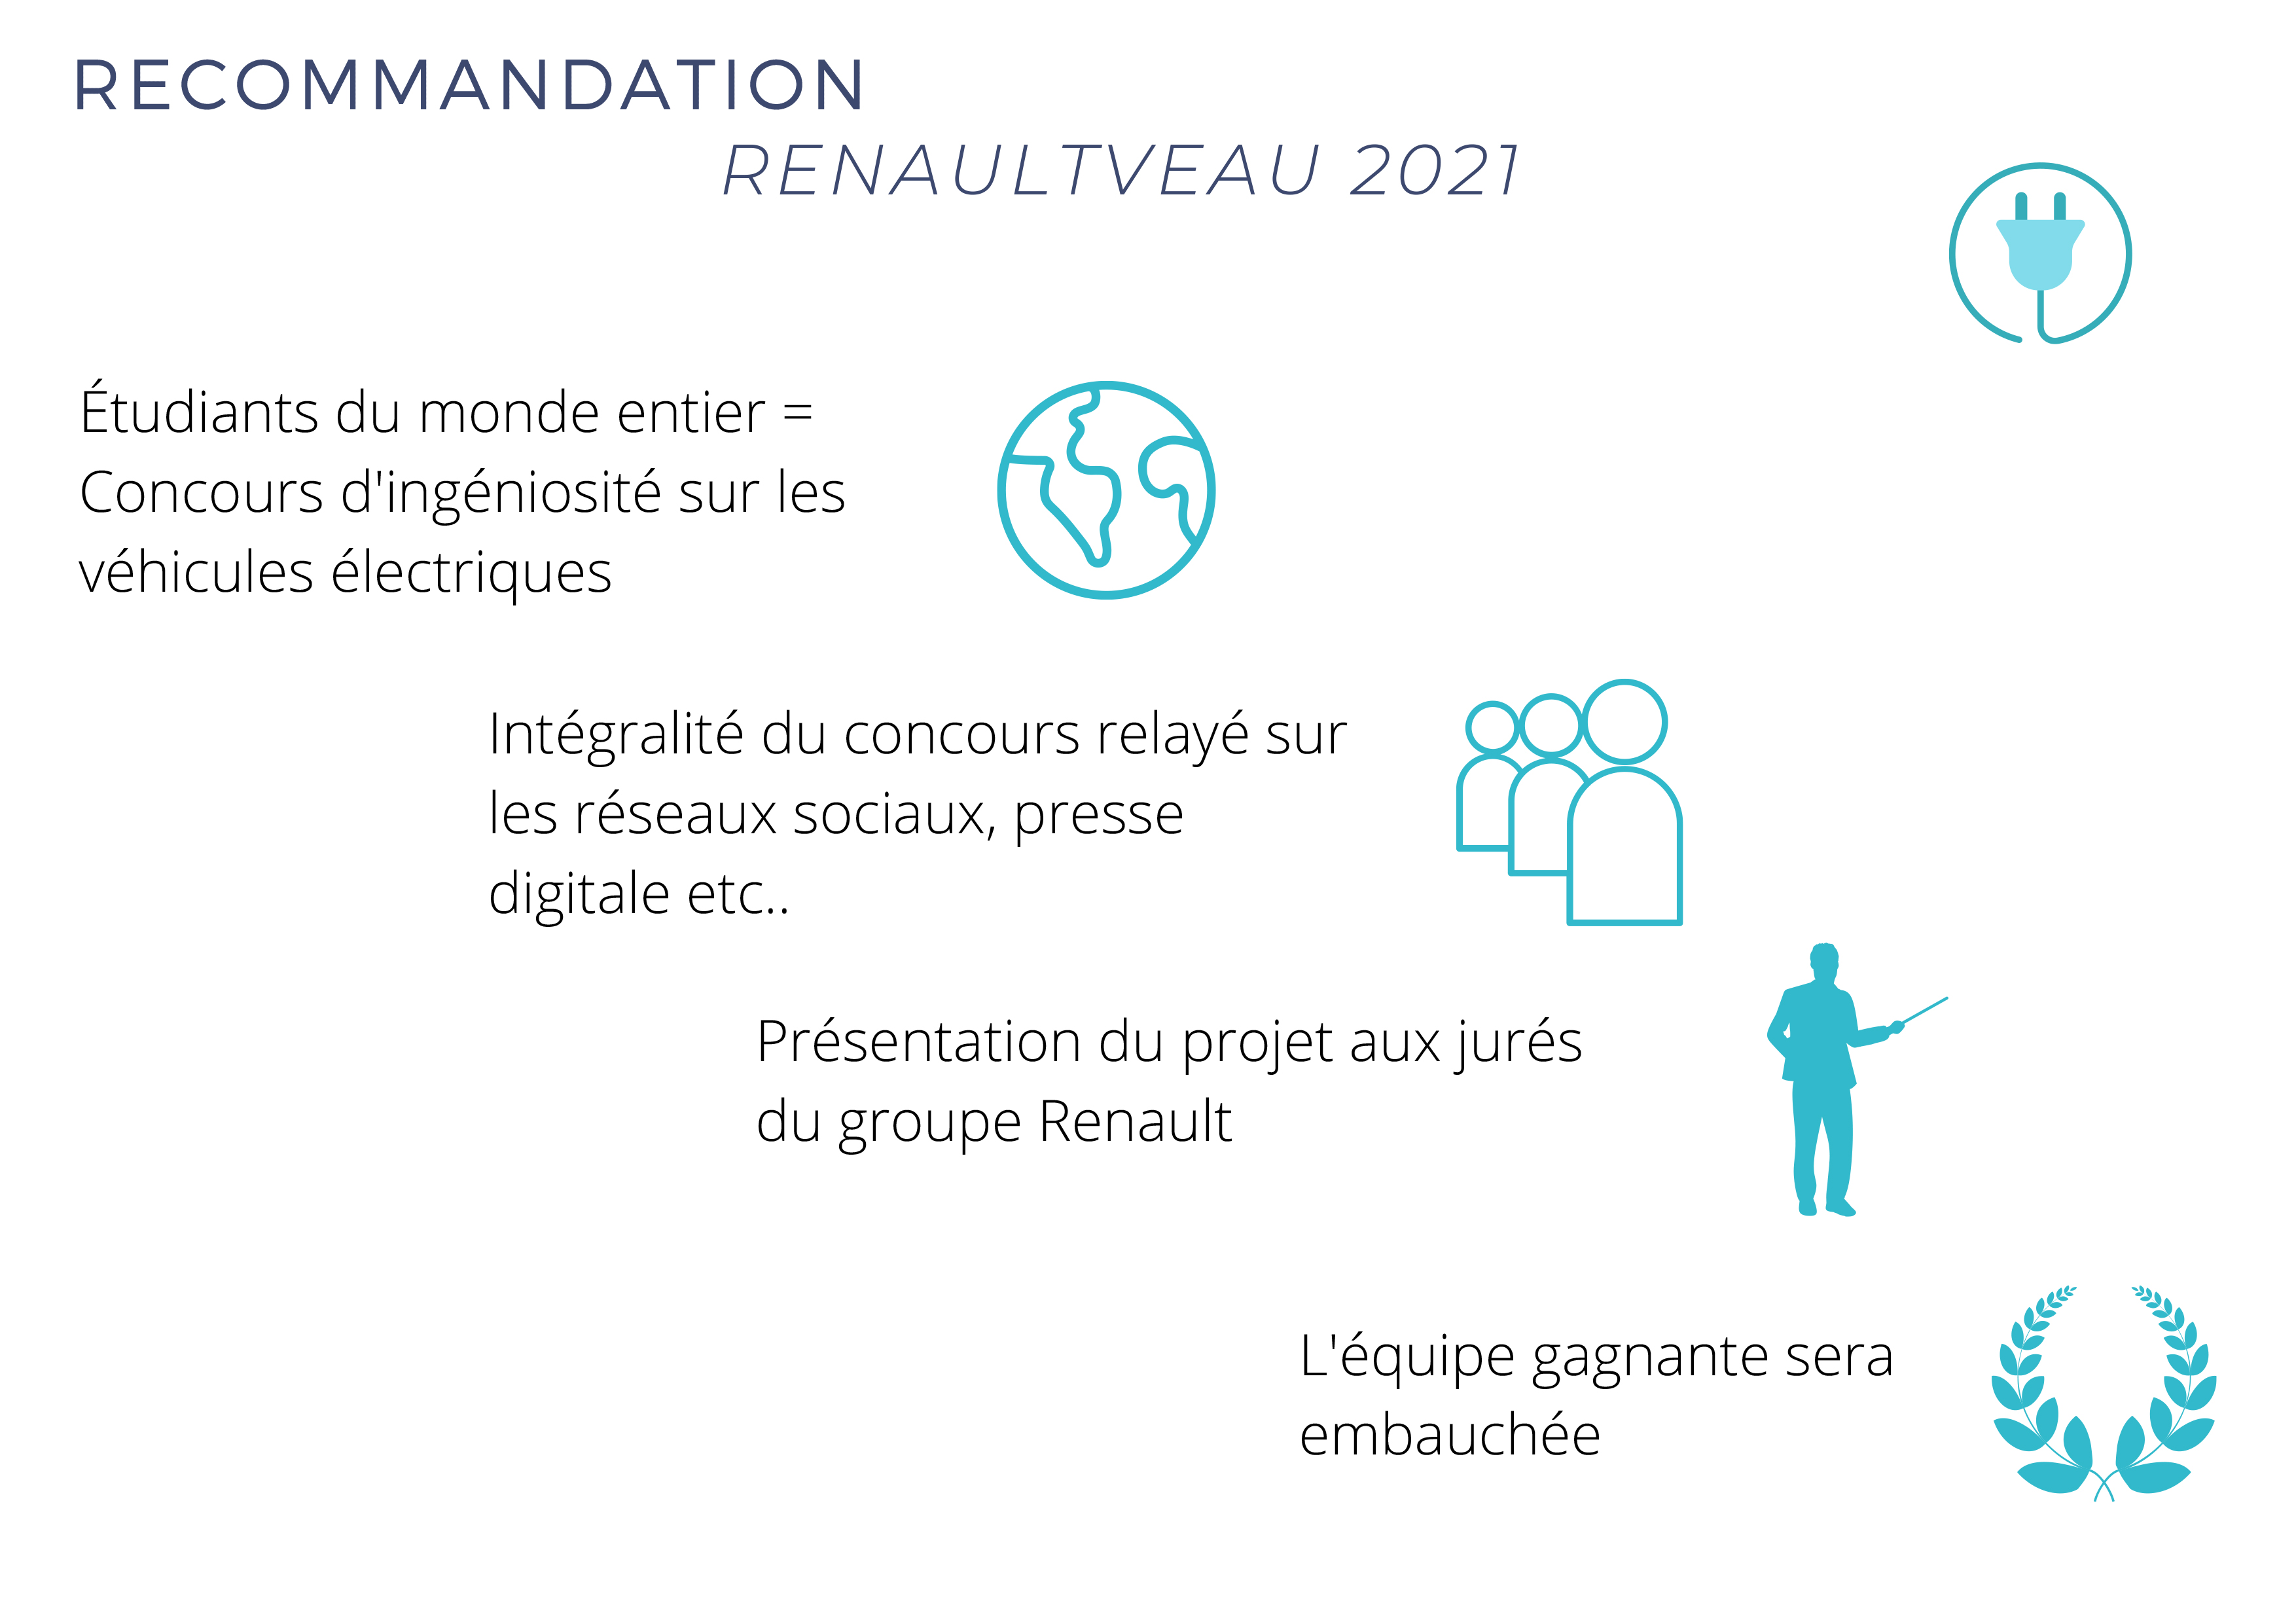 RECOMMANDATION
RENAULTVEAU 2021
Étudiants du monde entier =
Concours d'ingéniosité sur les
véhicules électriques
Intégralité du concours relayé sur
les réseaux sociaux, presse
digitale etc..
Présentation du projet aux jurés
du groupe Renault
L'équipe gagnante sera
embauchée